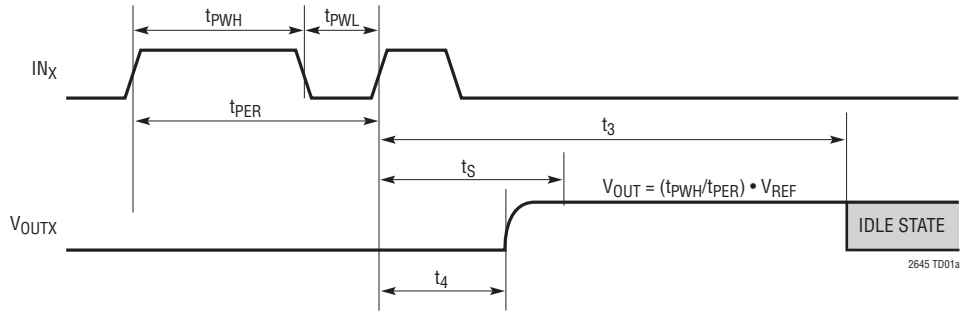 tPWH tPWL
INX
tPER
t3
tS
VOUT = (tPWH/tPER) • VREF
VOUTX
IDLE STATE
2645 TD01a
t4